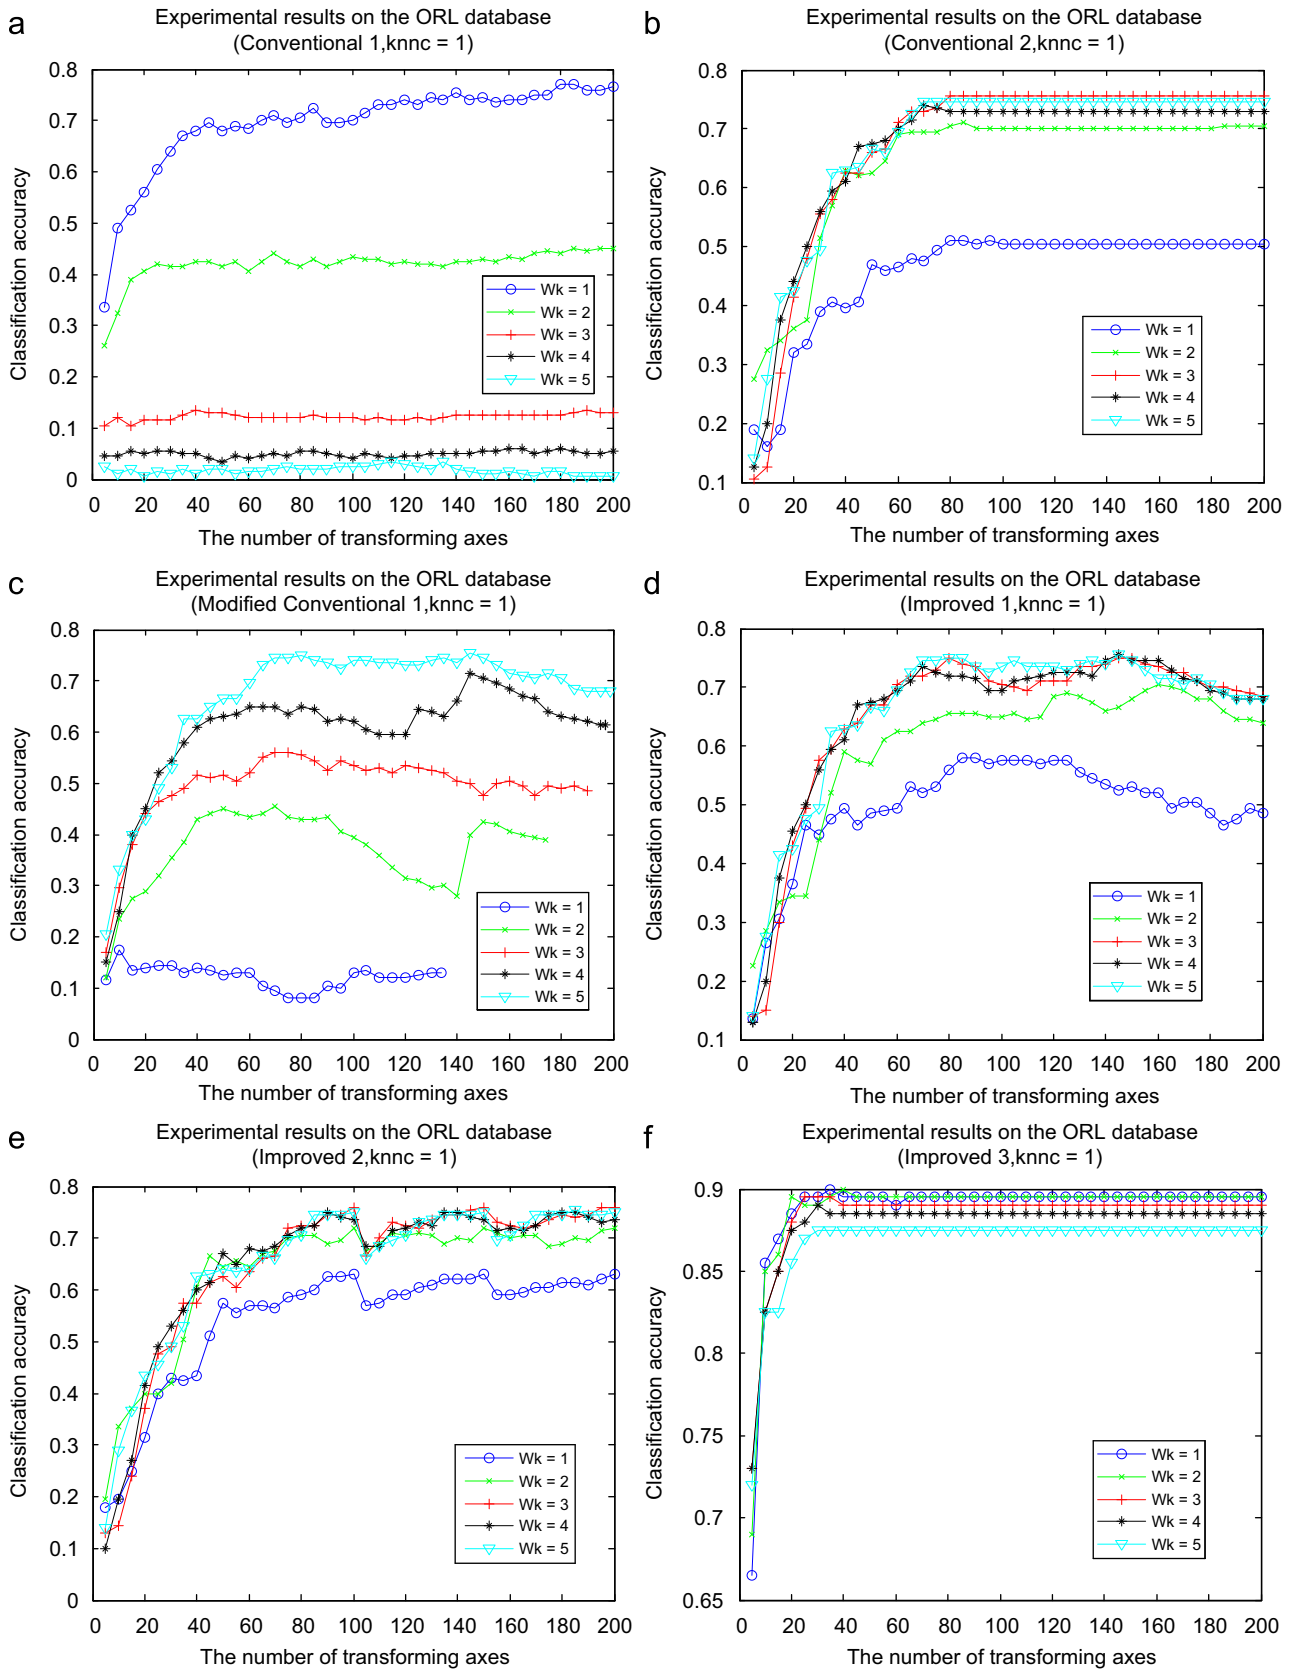 a
Experimental results on the ORL database
(Conventional 1,knnc = 1)
Classification accuracy
0.8
0.7
0.6
0.5
0.4
0.3
0.2
0.1
0
Wk = 1
Wk = 2
Wk = 3
Wk = 4
Wk = 5
0 20 40 60 80 100 120 140 160 180 200
The number of transforming axes
b
Experimental results on the ORL database
(Conventional 2,knnc = 1)
Classification accuracy
0.8
0.7
0.6
0.5
0.4
0.3
0.2
0.1
Wk = 1
Wk = 2
Wk = 3
Wk = 4
Wk = 5
0 20 40 60 80 100 120 140 160 180 200
The number of transforming axes
c
Experimental results on the ORL database
(Modified Conventional 1,knnc = 1)
Classification accuracy
0.8
0.7
0.6
0.5
0.4
0.3
0.2
0.1
0
Wk = 1
Wk = 2
Wk = 3
Wk = 4
Wk = 5
0 20 40 60 80 100 120 140 160 180 200
The number of transforming axes
d
Experimental results on the ORL database
(Improved 1,knnc = 1)
Classification accuracy
0.8
0.7
0.6
0.5
0.4
0.3
0.2
0.1
Wk = 1
Wk = 2
Wk = 3
Wk = 4
Wk = 5
0 20 40 60 80 100 120 140 160 180 200
The number of transforming axes
e
Experimental results on the ORL database
(Improved 2,knnc = 1)
Classification accuracy
0.8
0.7
0.6
0.5
0.4
0.3
0.2
0.1
0
Wk = 1
Wk = 2
Wk = 3
Wk = 4
Wk = 5
0 20 40 60 80 100 120 140 160 180 200
The number of transforming axes
f
Experimental results on the ORL database
(Improved 3,knnc = 1)
Classification accuracy
0.9
0.85
0.8
0.75
0.7
0.65
Wk = 1
Wk = 2
Wk = 3
Wk = 4
Wk = 5
0 20 40 60 80 100 120 140 160 180 200
The number of transforming axes